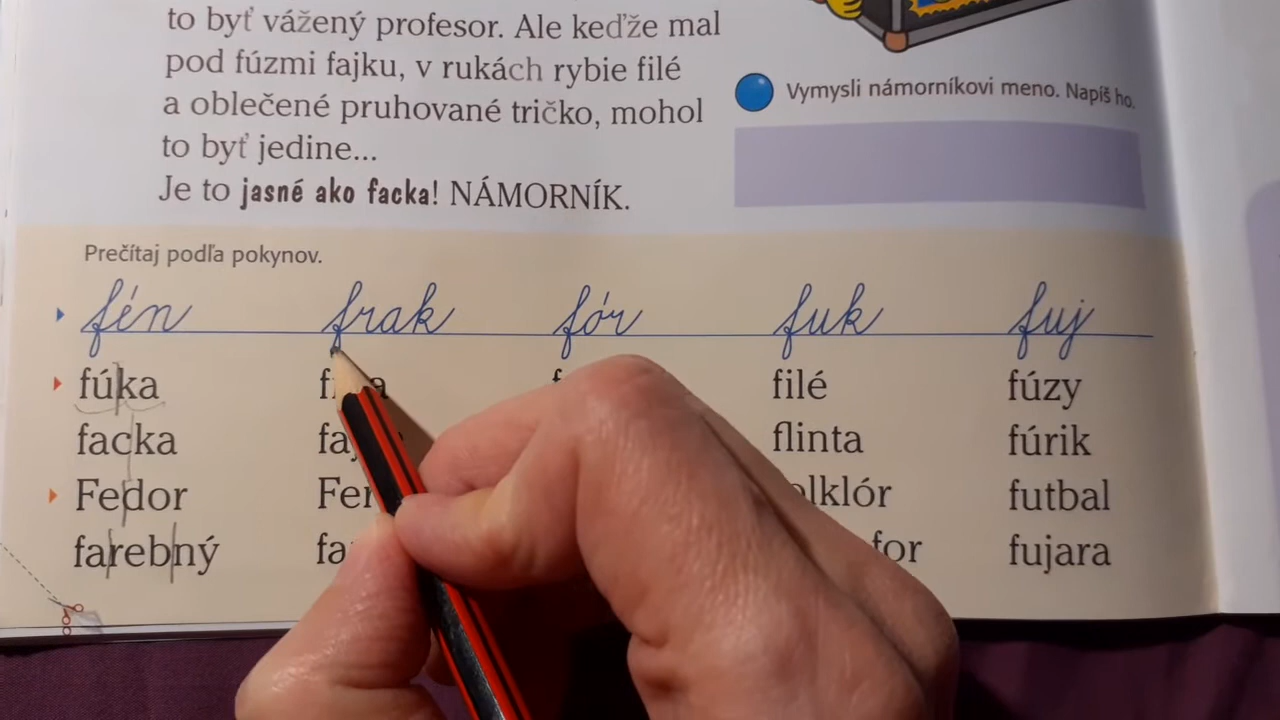 to byť vážený profesor. Ale keďže mal
pod fúzmi fajku, v rukách rybie filé
a oblečené pruhované tričko, mohol
to byť jedine...
Je to jasné ako facka! NÁMORNÍK.
Vymysli námorníkovi meno. Napíš ho.
Prečítaj podľa pokynov.
fén frak fór fuk fuj
fúka filé fúzy
facka flinta fúrik
Fedor futbal
farebný fujara